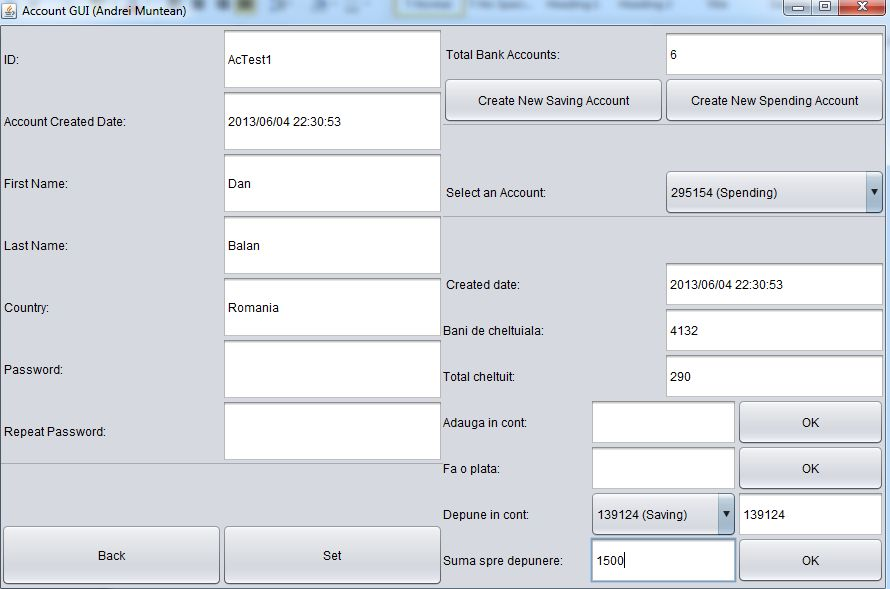 Account GUI (Andrei Muntean)
ID:
AcTest1
Account Created Date:
2013/06/04 22:30:53
First Name:
Dan
Last Name:
Balan
Country:
Romania
Password:
Repeat Password:
Back
Set
Total Bank Accounts:
6
Create New Saving Account
Create New Spending Account
Select an Account:
295154 (Spending)
Created date:
2013/06/04 22:30:53
Bani de cheltuiala:
4132
Total cheltuit:
290
Adauga in cont:
OK
Fa o plata:
OK
Depune in cont:
139124 (Saving)
139124
Suma spre depunere:
1500
OK